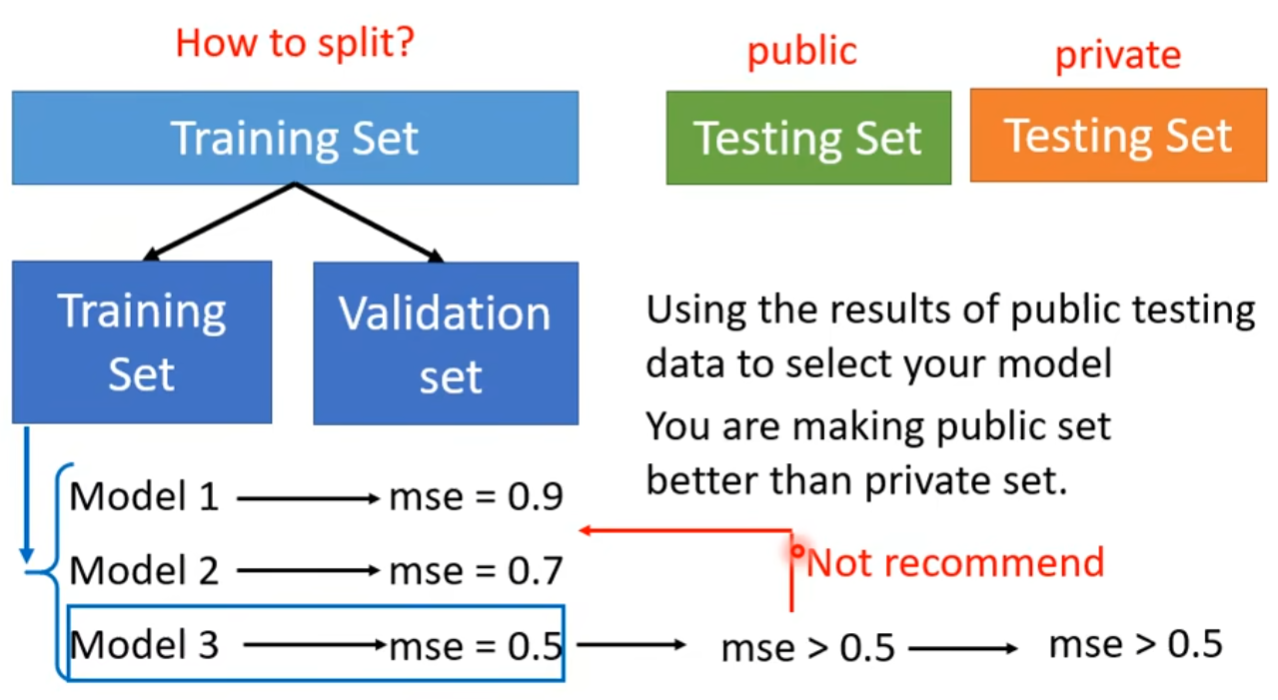 How to split?
public
private
Training Set
Testing Set
Testing Set
Training
Set
Validation
set
Using the results of public testing
data to select your model
You are making public set
better than private set.
Model 1
mse = 0.9
Model 2
mse = 0.7
Not recommend
Model 3
mse = 0.5
mse > 0.5
mse > 0.5